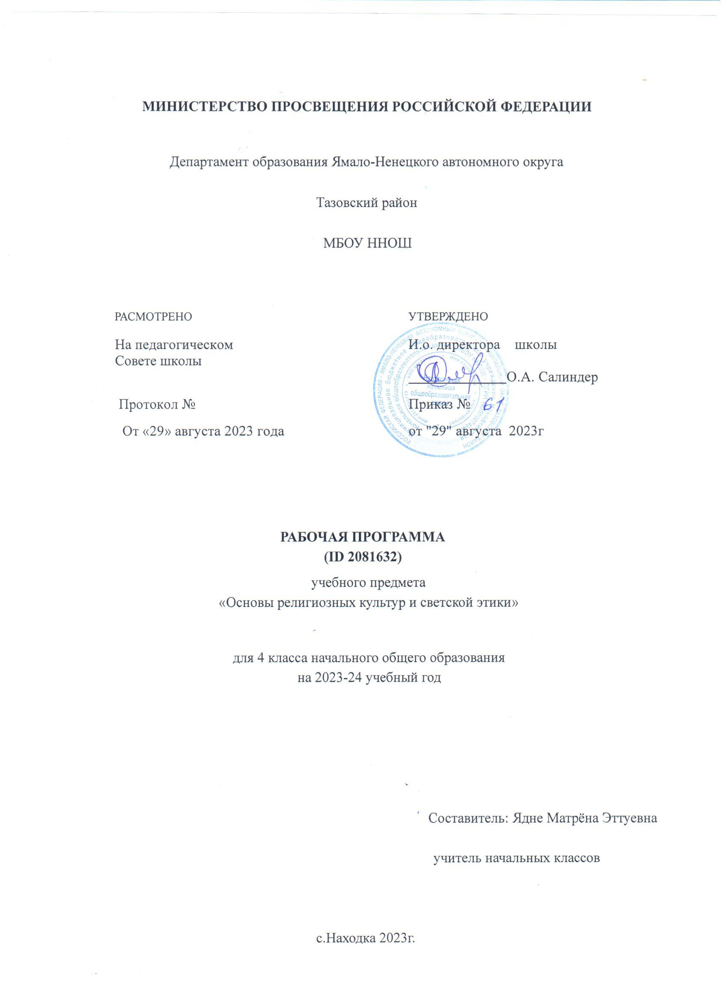 МИНИСТЕРСТВО ПРОСВЕЩЕНИЯ РОССИЙСКОЙ ФЕДЕРАЦИИ
Департамент образования Ямало-Ненецкого автономного округа
Тазовский район
МБОУ ННОШ
РАСМОТРЕНО
На педагогическом
Совете школы
Протокол №
От «29» августа 2023 года
УТВЕРЖДЕНО
И.о. директора школы
О.А. Салиндер
Приказ № 61
от "29" августа 2023г
начальная
общеобразовательная
РАБОЧАЯ ПРОГРАММА
(ID 2081632)
учебного предмета
«Основы религиозных культур и светской этики»
для 4 класса начального общего образования
на 2023-24 учебный год
Составитель: Ядне Матрёна Эттуевна
учитель начальных классов
с.Находка 2023г.